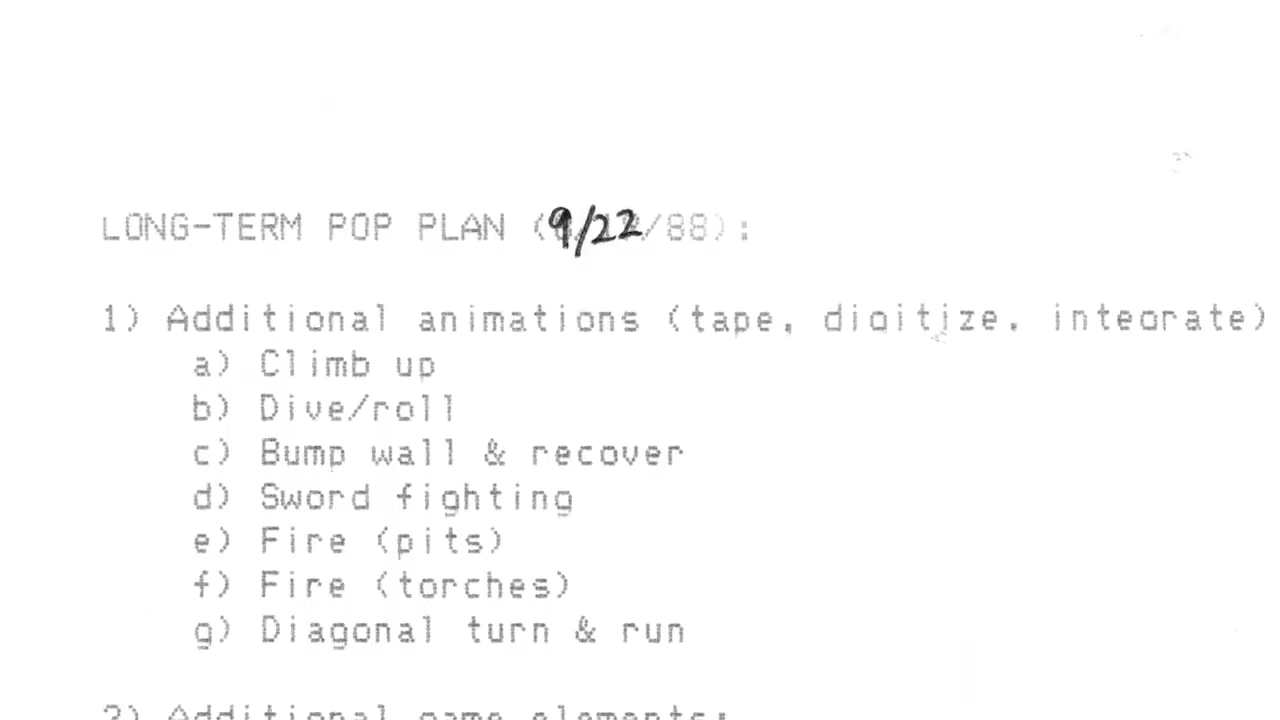 LONG-TERM POP PLAN (9/22/88):
1) Additional animations (tape, digitize, integrate)
a) Climb up
b) Dive/roll
c) Bump wall & recover
d) Sword fighting
e) Fire (pits)
f) Fire (torches)
g) Diagonal turn & run
2) Additional game elements: